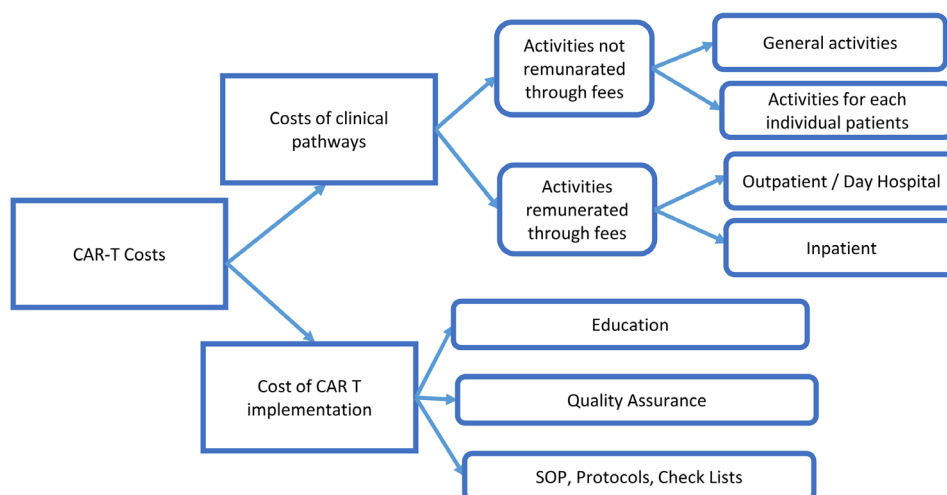 CAR-T Costs
Costs of clinical
pathways
Activities not
remunarated
through fees
General activities
Activities for each
individual patients
Activities
remunerated
through fees
Outpatient / Day Hospital
Inpatient
Cost of CAR T
implementation
Education
Quality Assurance
SOP, Protocols, Check Lists